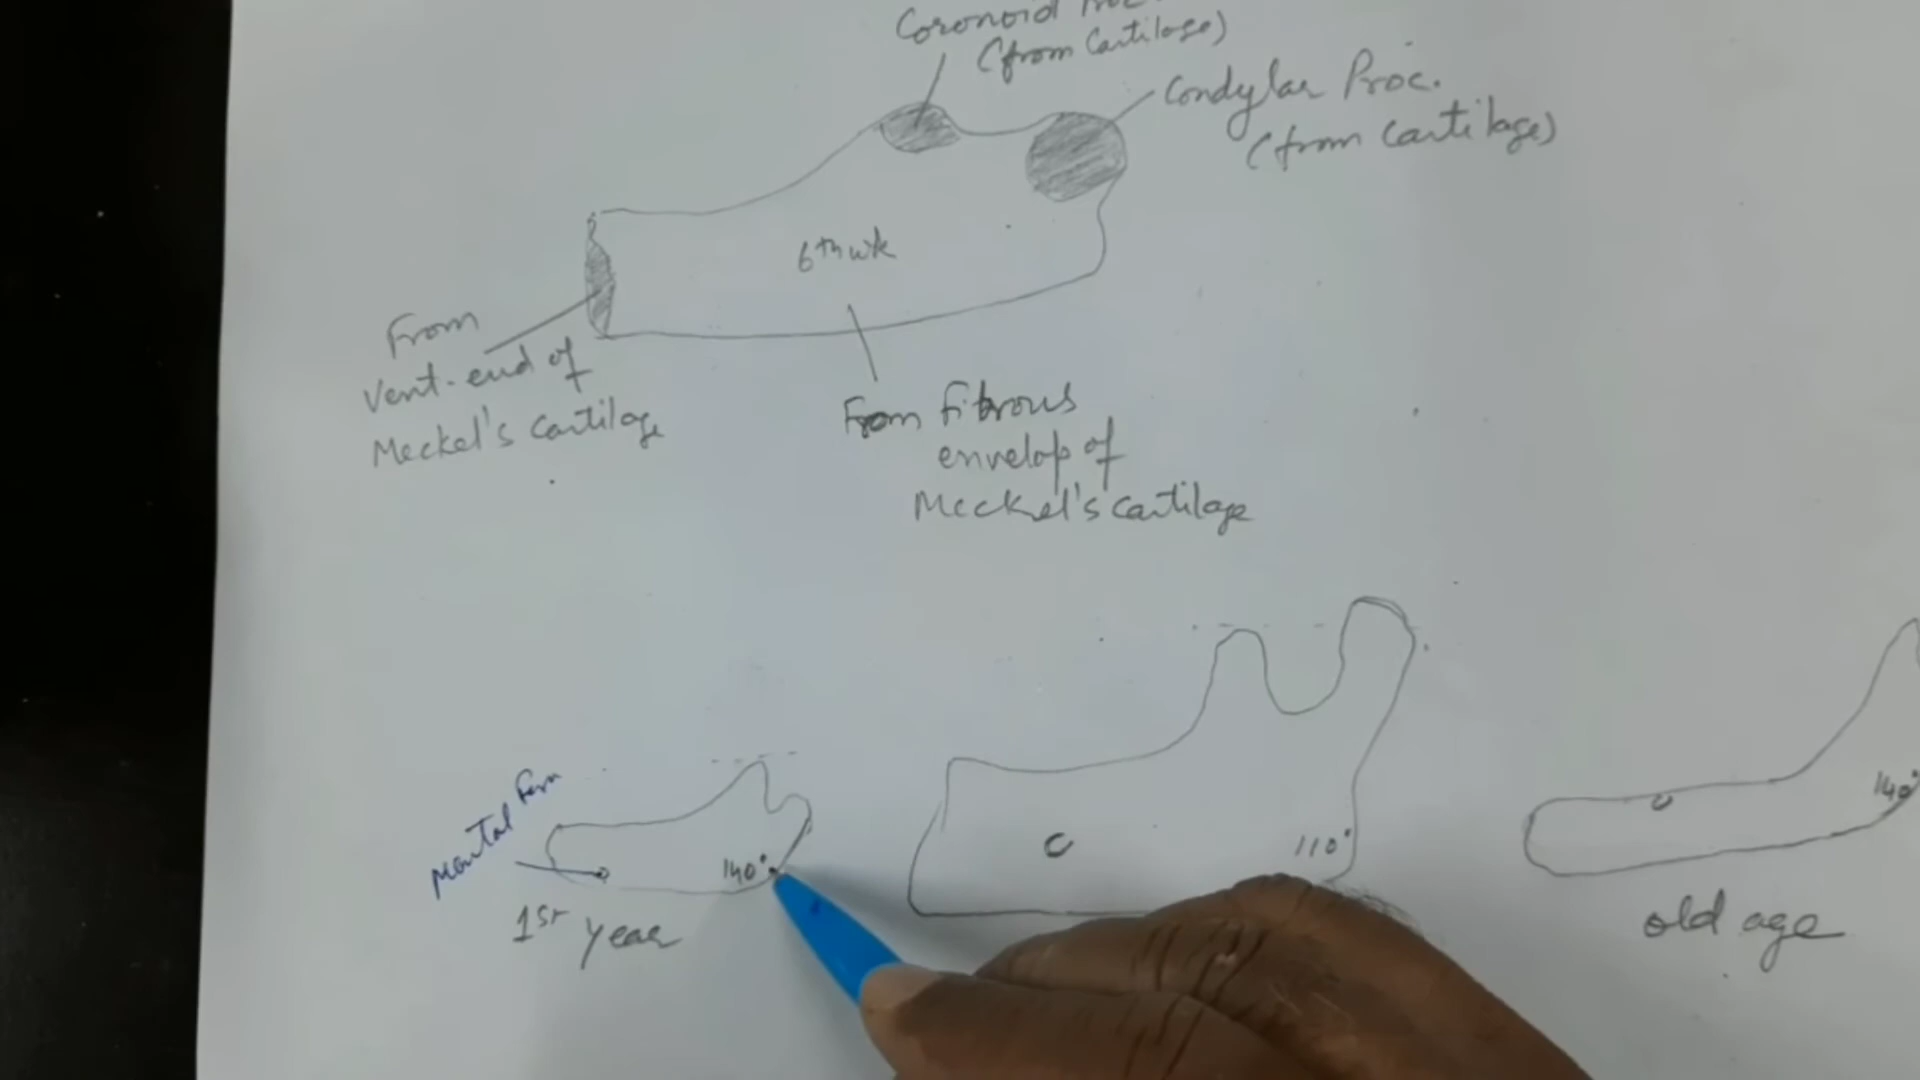 Coronoid
(from Cartilage)
Condylar Proc.
(from Cartilage)
6th wk
From
Vent. end of
Meckel's Cartilage
From Fibrous
envelop of
Meckel's Cartilage
Mental Form
140°
1st year
110°
140°
old age